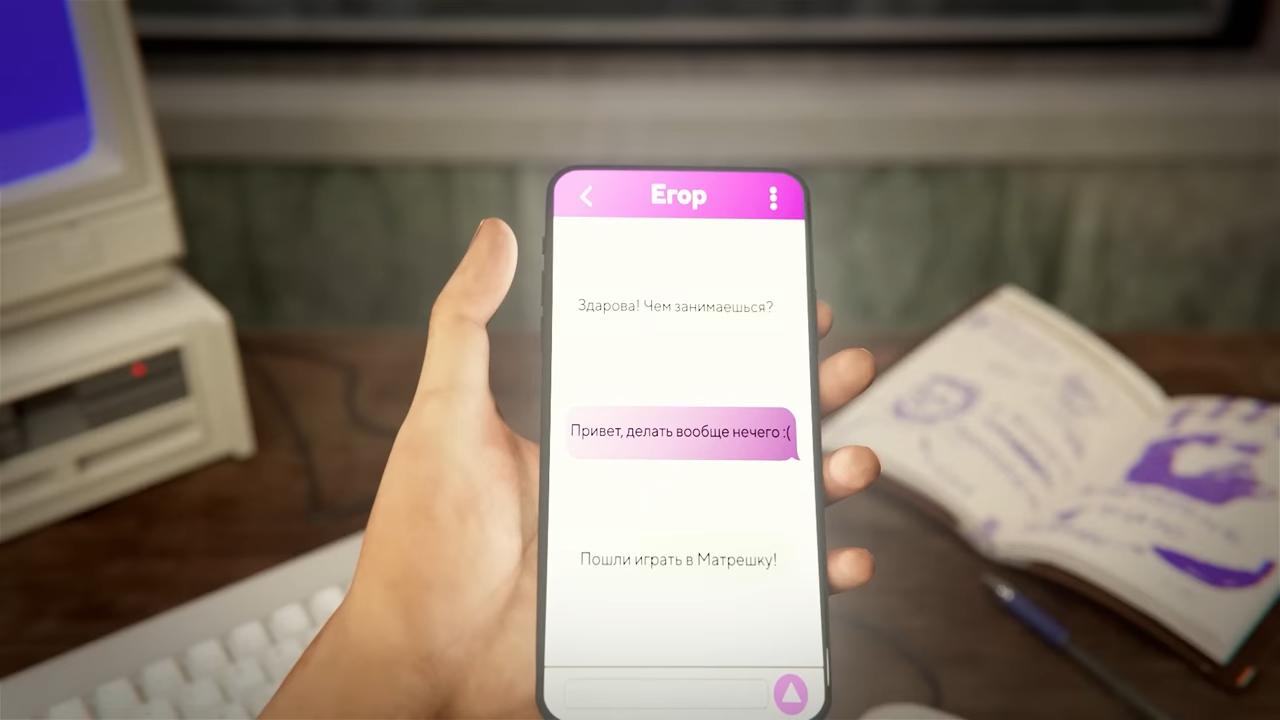 Егор
Здарова! Чем занимаешься?
Привет, делать вообще нечего :(
Пошли играть в Матрешку!